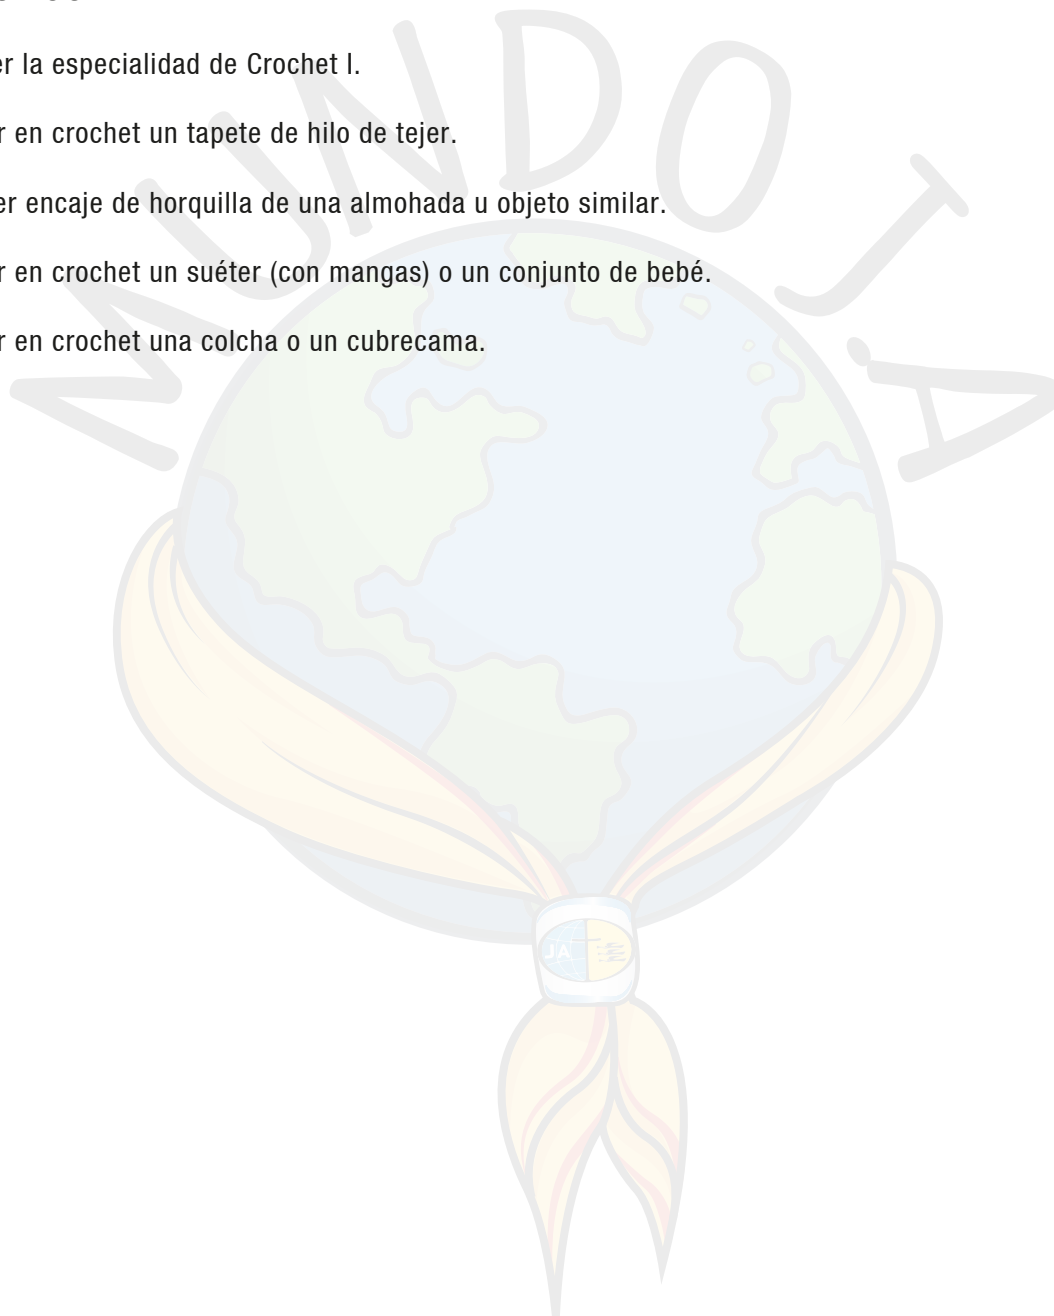 er la especialidad de Crochet I.
r en crochet un tapete de hilo de tejer.
er encaje de horquilla de una almohada u objeto similar.
r en crochet un suéter (con mangas) o un conjunto de bebé.
r en crochet una colcha o un cubrecama.
MUNDO JA
JA